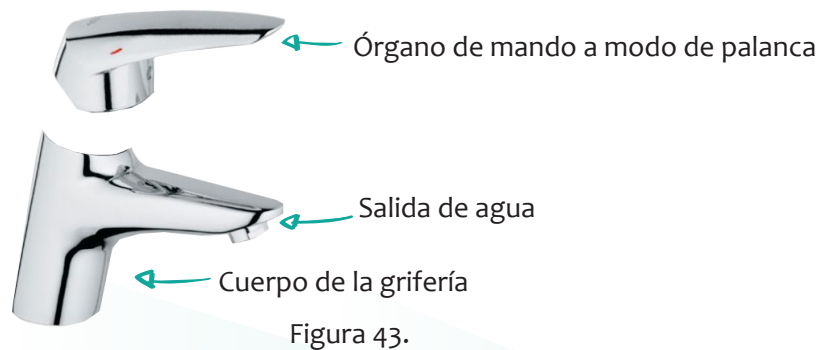 Órgano de mando a modo de palanca
Salida de agua
Cuerpo de la grifería
Figura 43.